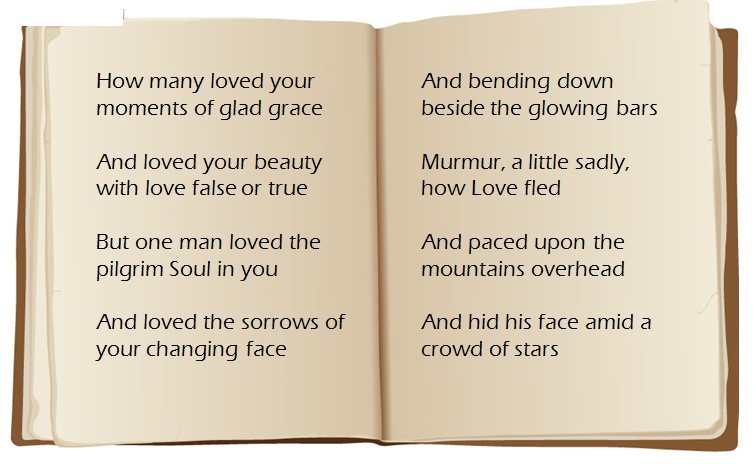 How many loved your
moments of glad grace
And loved your beauty
with love false or true
But one man loved the
pilgrim Soul in you
And loved the sorrows of
your changing face
And bending down
beside the glowing bars
Murmur, a little sadly,
how Love fled
And paced upon the
mountains overhead
And hid his face amid a
crowd of stars